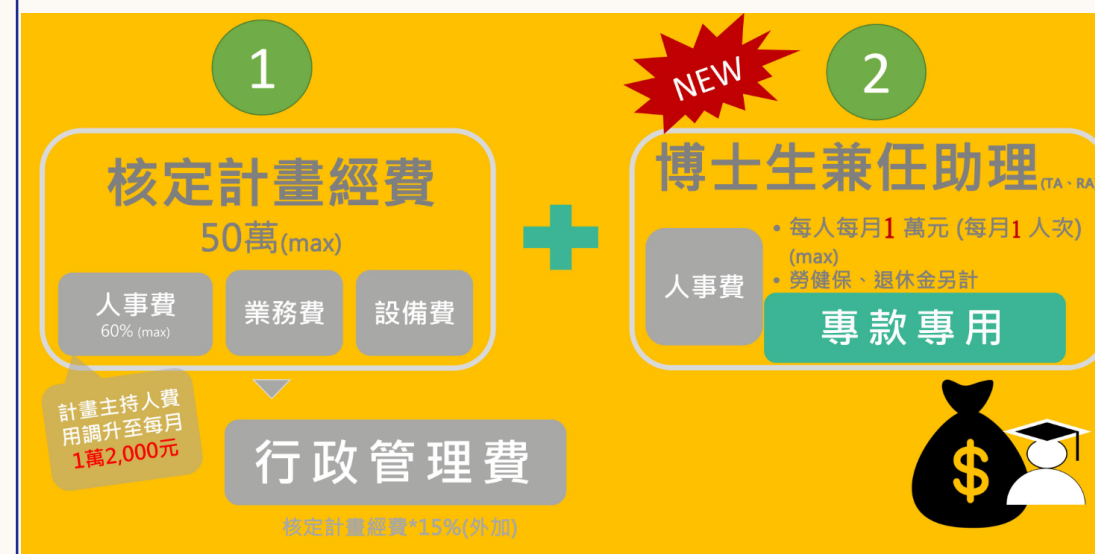 1
核定計畫經費
50萬(max)
人事費
60% (max)
業務費
設備費
計畫主持人費
用調升至每月
1萬2,000元
行政管理費
核定計畫經費*15%(外加)
NEW
2
博士生兼任助理(TA、RA
• 每人每月1 萬元 (每月1 人次)
(max)
• 勞健保、退休金另計
人事費
專款專用
$